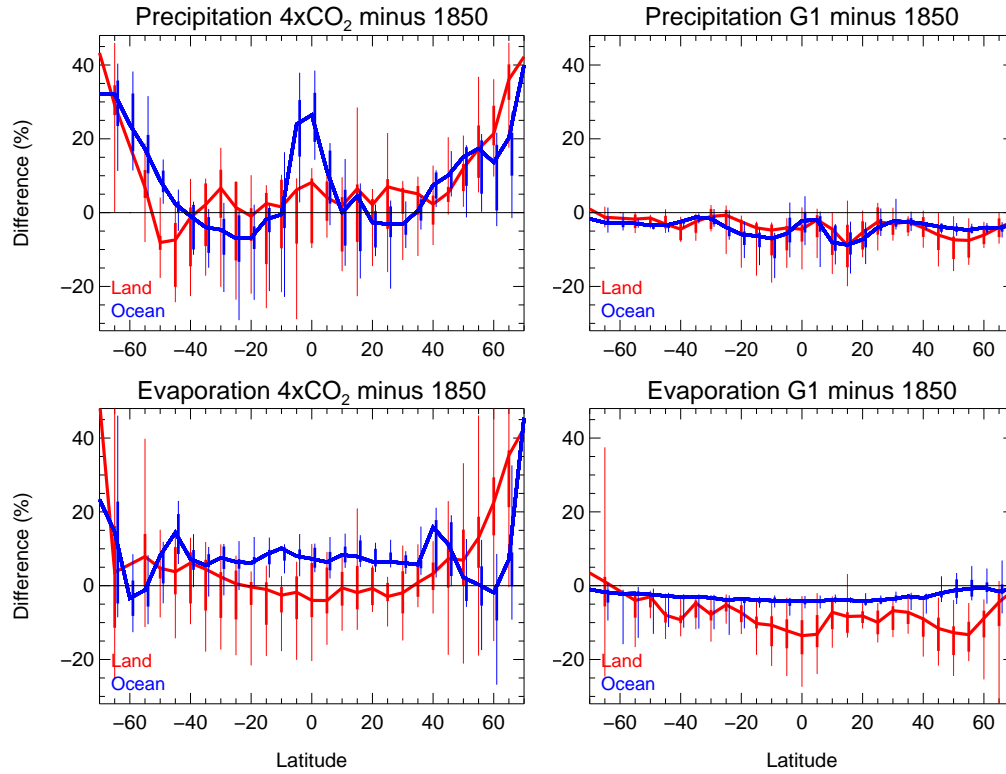 Precipitation 4xCO2 minus 1850
Precipitation G1 minus 1850
Difference (%)
40
20
0
−20
Land
Ocean
−60 −40 −20 0 20 40 60
40
20
0
−20
Land
Ocean
−60 −40 −20 0 20 40 60
Evaporation 4xCO2 minus 1850
Evaporation G1 minus 1850
Difference (%)
40
20
0
−20
Land
Ocean
−60 −40 −20 0 20 40 60
Latitude
40
20
0
−20
Land
Ocean
−60 −40 −20 0 20 40 60
Latitude